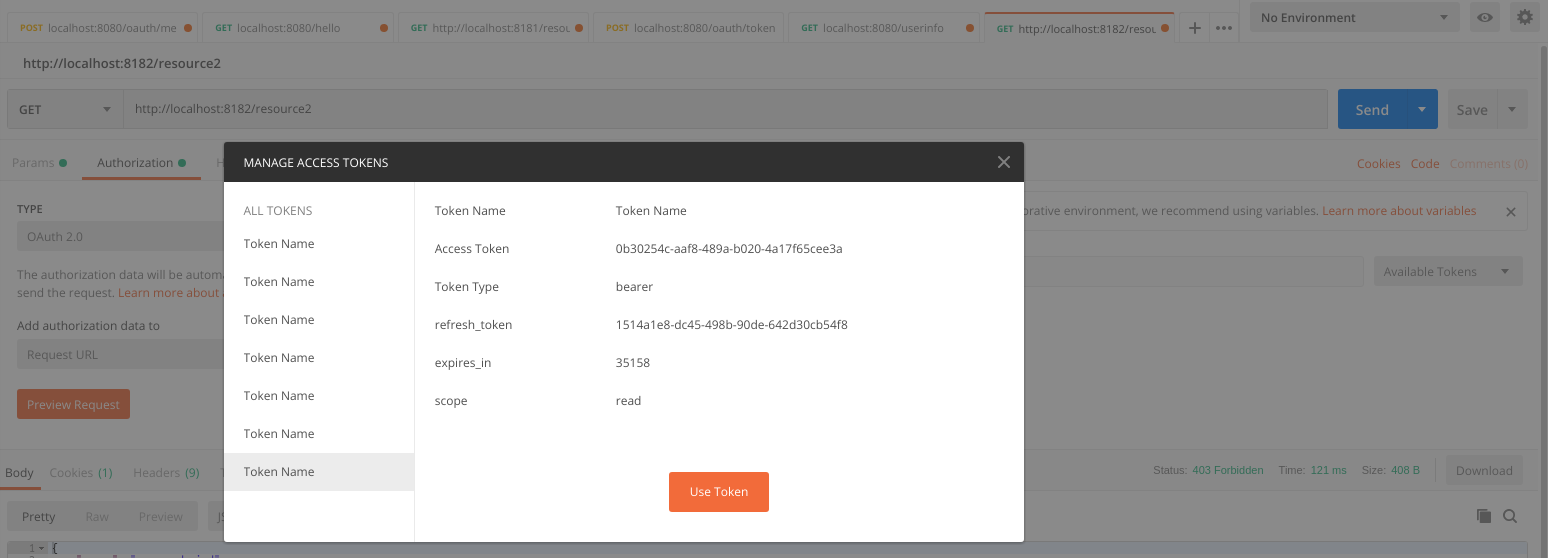 POST localhost:8080/oauth/me GET localhost:8080/hello GET http://localhost:8181/resou POST localhost:8080/oauth/token GET localhost:8080/userinfo GET http://localhost:8182/resou + ••• No Environment
http://localhost:8182/resource2
GET http://localhost:8182/resource2 Send Save
Params Authorization H Cookies Code Comments (0)
MANAGE ACCESS TOKENS
TYPE
OAuth 2.0
The authorization data will be automa
send the request. Learn more about a
Add authorization data to
Request URL
Preview Request
orative environment, we recommend using variables. Learn more about variables
Available Tokens
ALL TOKENS
Token Name
Token Name
Token Name
Token Name
Token Name
Token Name
Token Name
Token Name Token Name
Access Token 0b30254c-aaf8-489a-b020-4a17f65cee3a
Token Type bearer
refresh_token 1514a1e8-dc45-498b-90de-642d30cb54f8
expires_in 35158
scope read
Use Token
Body Cookies (1) Headers (9) T Status: 403 Forbidden Time: 121 ms Size: 408 B Download
Pretty Raw Preview JS
1 {